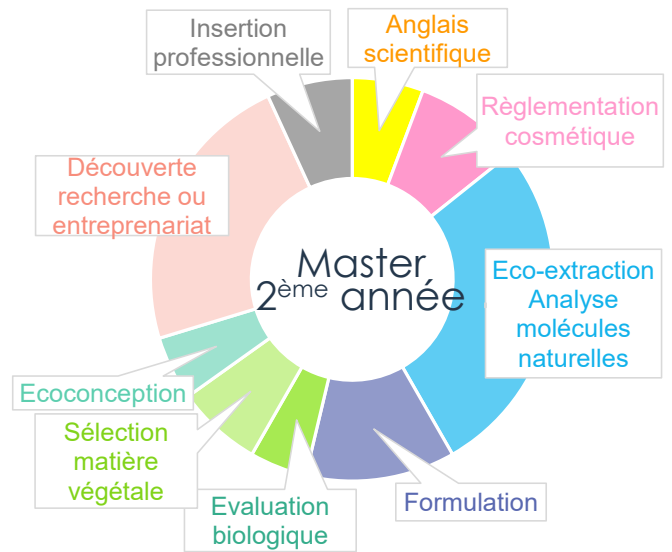 Insertion
professionnelle
Anglais
scientifique
Règlementation
cosmétique
Découverte
recherche ou
entreprenariat
Master
2ème année
Eco-extraction
Analyse
molécules
naturelles
Ecoconception
Sélection
matière
végétale
Evaluation
biologique
Formulation